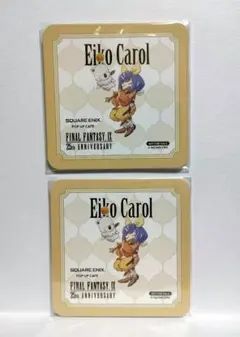 Eiko Carol
SQUARE ENIX
POP UP CAFE
FINAL FANTASY IX
25th ANNIVERSARY
Eiko Carol
SQUARE ENIX
POP UP CAFE
FINAL FANTASY IX
25th ANNIVERSARY